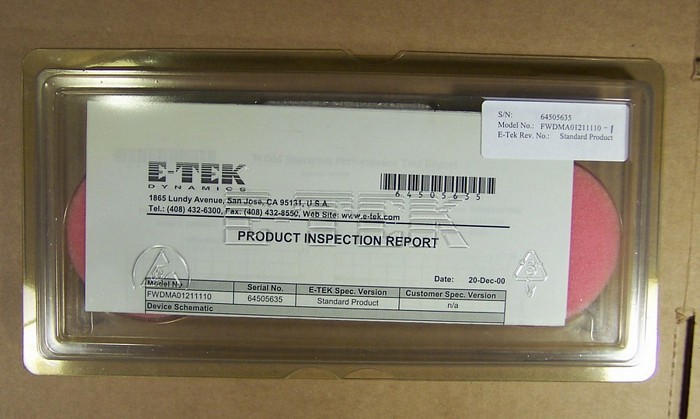 S/N: 64505635
Model No.: FWDMA01211110 - 1
E-Tek Rev. No.: Standard Product
E-TEK
DYNAMICS
64505635
1865 Lundy Avenue, San Jose, CA 95131, U.S.A.
Tel.: (408) 432-6300, Fax: (408) 432-8550, Web Site: www.e-tek.com
E-TEK
PRODUCT INSPECTION REPORT
Date: 20-Dec-00
Model No. Serial No. E-TEK Spec. Version Customer Spec. Version
FWDMA01211110 64505635 Standard Product n/a
Device Schematic